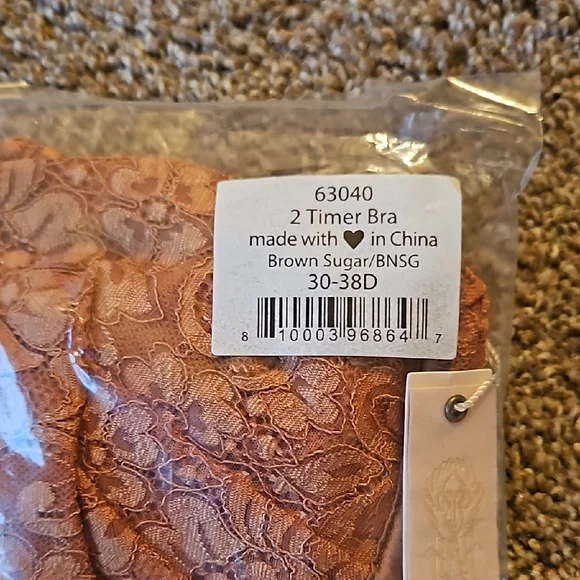 63040
2 Timer Bra
made with ♥ in China
Brown Sugar/BNSG
30-38D
8 10003 96864 7